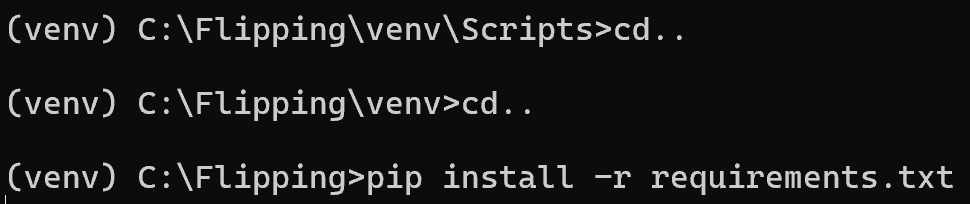 (venv) C:\Flipping\venv\Scripts>cd..
(venv) C:\Flipping\venv>cd..
(venv) C:\Flipping>pip install -r requirements.txt